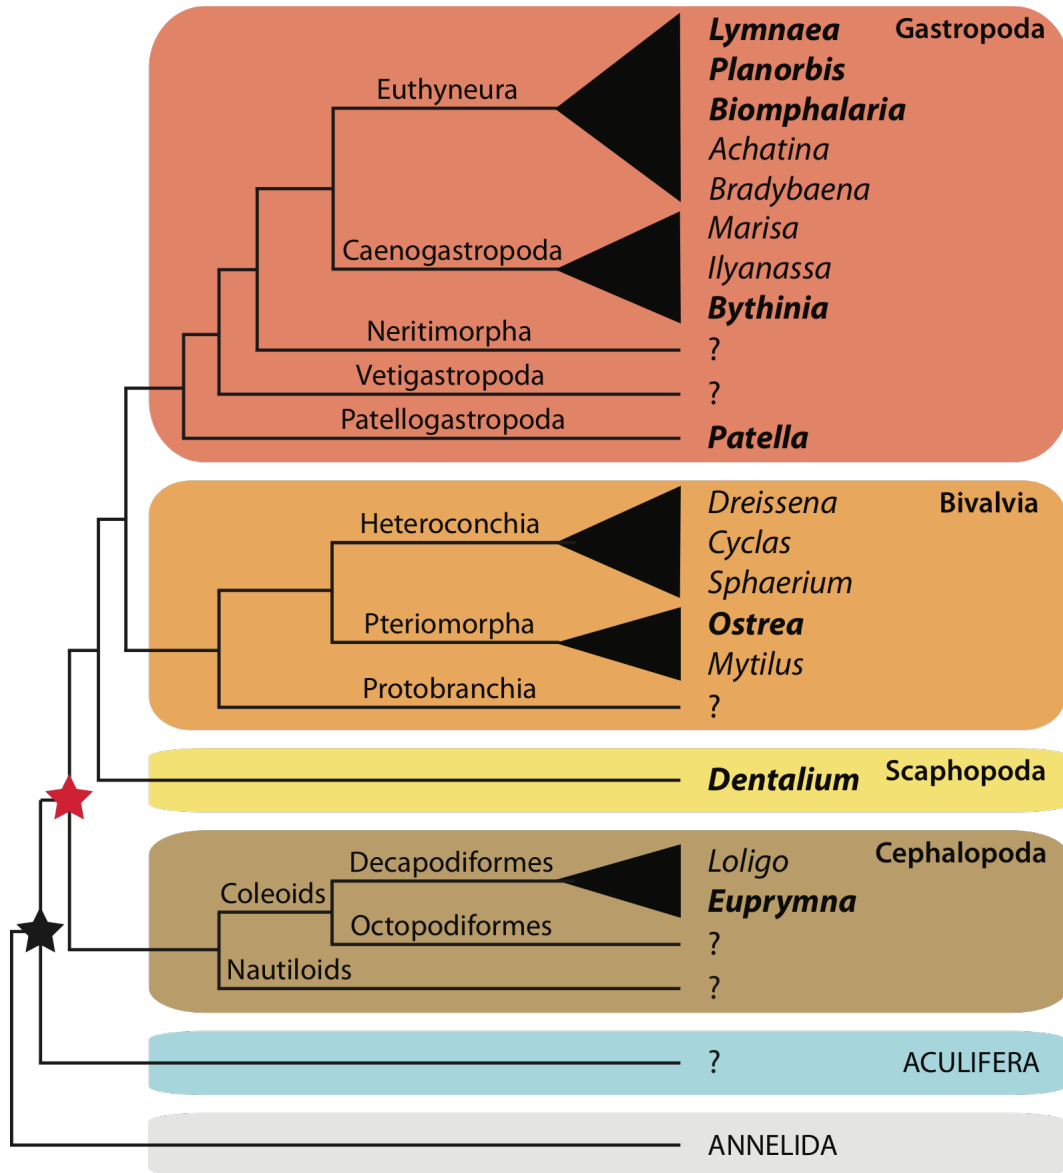 Lymnaea Gastropoda
Planorbis
Euthyneura
Biomphalaria
Achatina
Bradybaena
Marisa
Caenogastropoda
Ilyanassa
Bythinia
Neritimorpha ?
Vetigastropoda ?
Patellogastropoda Patella
Dreissena Bivalvia
Heteroconchia
Cyclas
Sphaerium
Pteriomorpha Ostrea
Mytilus
Protobranchia ?
Dentalium Scaphopoda
Decapodiformes Loligo Cephalopoda
Coleoids Euprymna
Octopodiformes ?
Nautiloids ?
? ACULIFERA
ANNELIDA